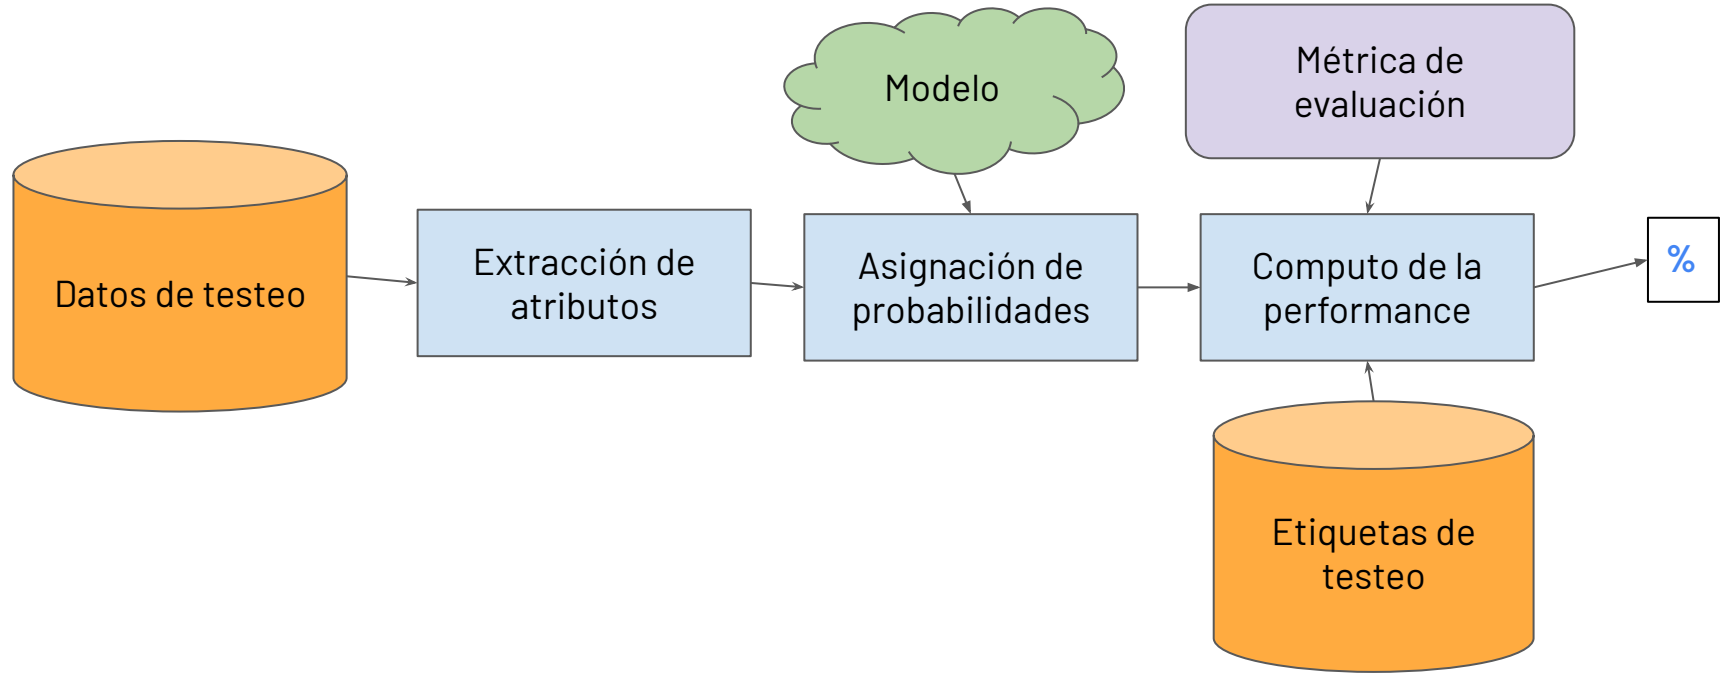 Modelo
Métrica de
evaluación
Datos de testeo
Extracción de
atributos
Asignación de
probabilidades
Computo de la
performance
%
Etiquetas de
testeo